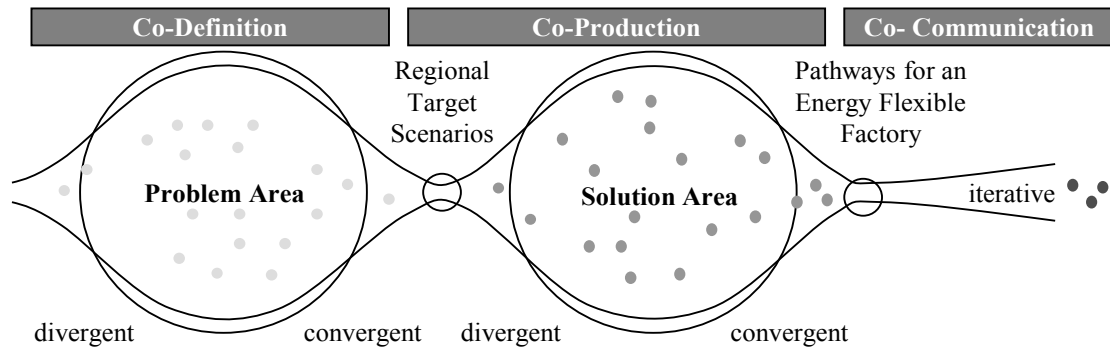 Co-Definition
Co-Production
Co- Communication
Regional
Target
Scenarios
Pathways for an
Energy Flexible
Factory
Problem Area
Solution Area
iterative
divergent
convergent
divergent
convergent